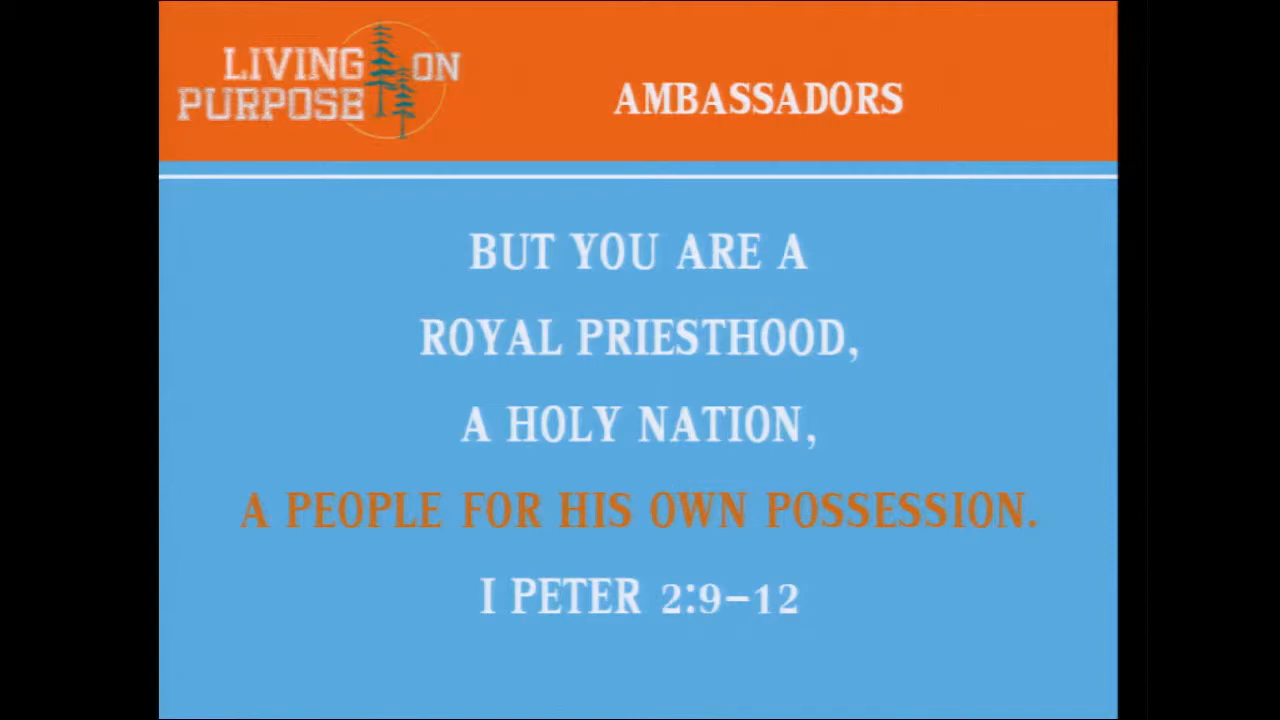 LIVING ON
PURPOSE
AMBASSADORS
BUT YOU ARE A
ROYAL PRIESTHOOD,
A HOLY NATION,
A PEOPLE FOR HIS OWN POSSESSION.
I PETER 2:9–12